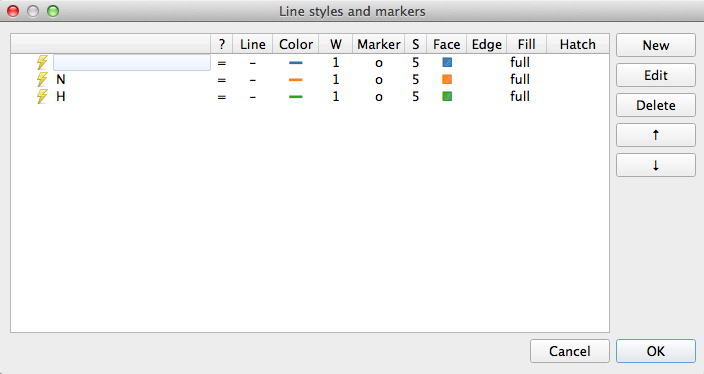 Line styles and markers
? Line Color W Marker S Face Edge Fill Hatch
= – 1 o 5 full
N = – 1 o 5 full
H = – 1 o 5 full
New
Edit
Delete
↑
↓
Cancel OK